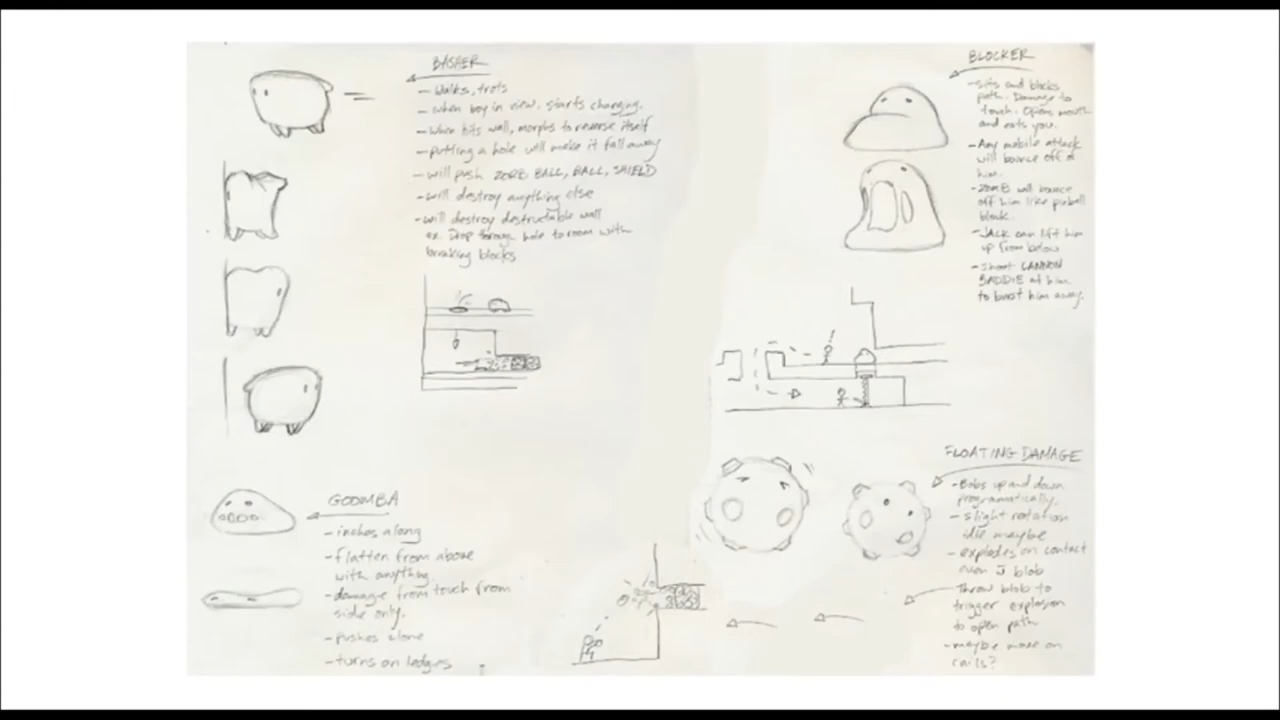 BASHER
- Walks, trots
- when boy in view, starts charging.
- when hits wall, morphs to reverse itself
- putting a hole will make it fall away
- will push ZORB BALL, BALL, SHIELD
- will destroy anything else
- will destroy destructable wall
ex. Drop through hole to room with
breaking blocks
GOOMBA
- inches along
- flatten from above
with anything.
- damage from touch from
side only.
- pushes clone
- turns on ledges
BLOCKER
- sits and blocks
path. Damage to
touch. Opens mouth
and eats you.
- Any mobile attack
will bounce off of
him.
- ZORB will bounce
off him like pinball
block.
- JACK can lift him
up from below
- Shoot CANNON
BADDIE at him
to burst him away.
FLOATING DAMAGE
- Bobs up and down
programatically.
- slight rotation
idle maybe
- explodes on contact
even J blob
Throw blob to
trigger explosion
to open path
- maybe move on
rails?